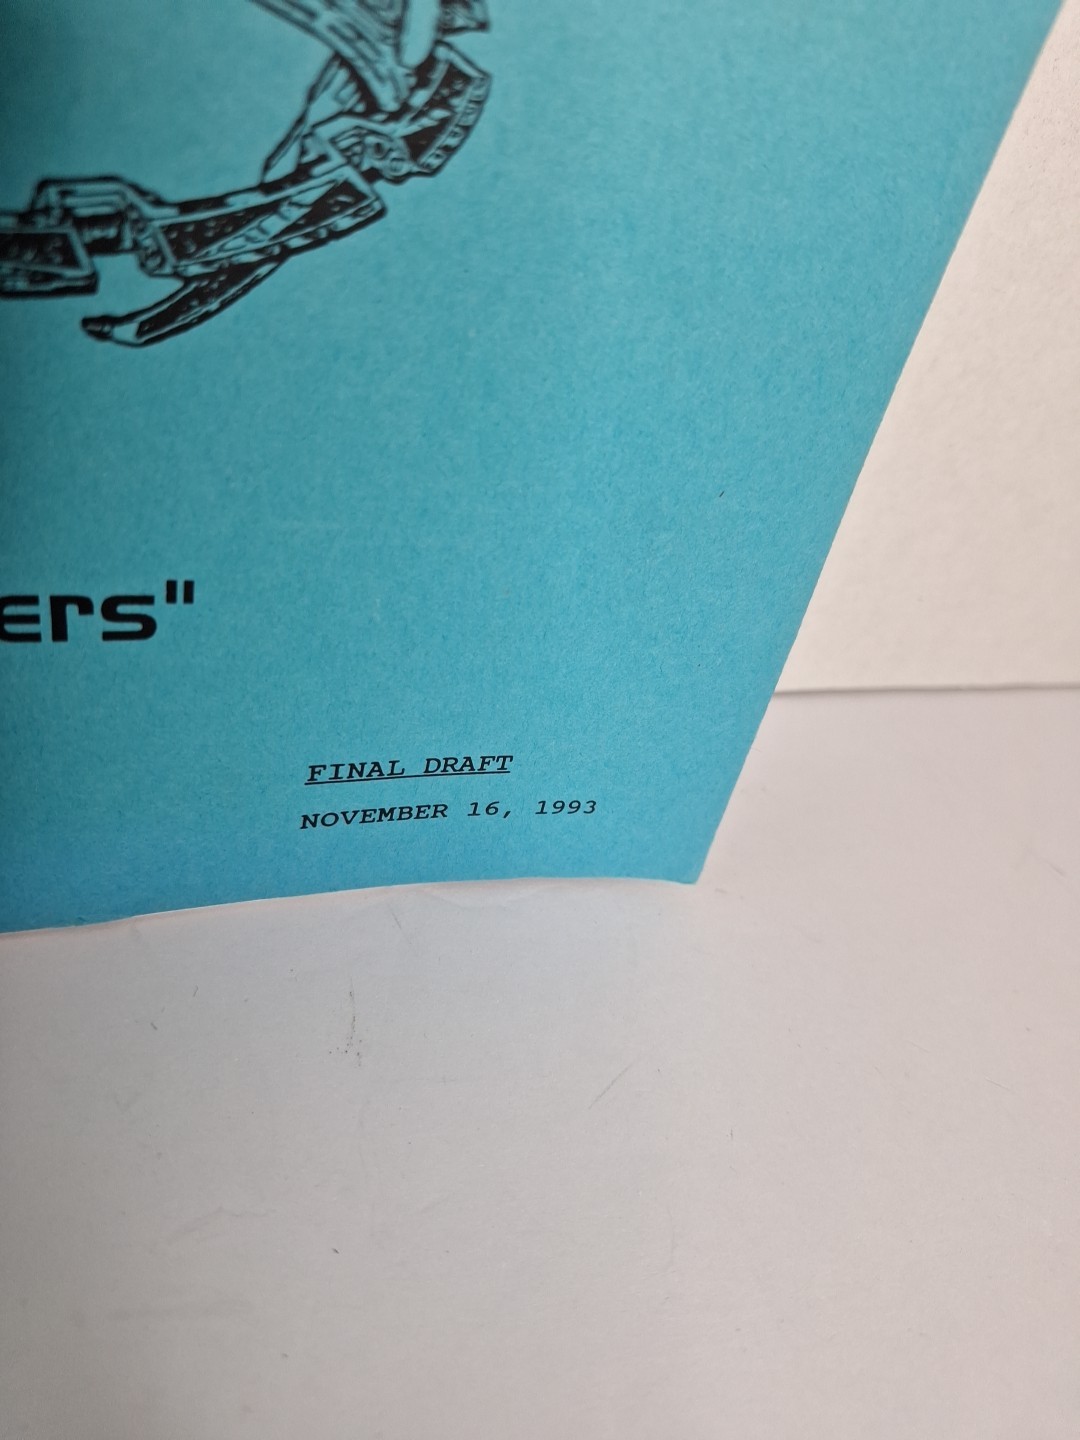 ers"
FINAL DRAFT
NOVEMBER 16, 1993